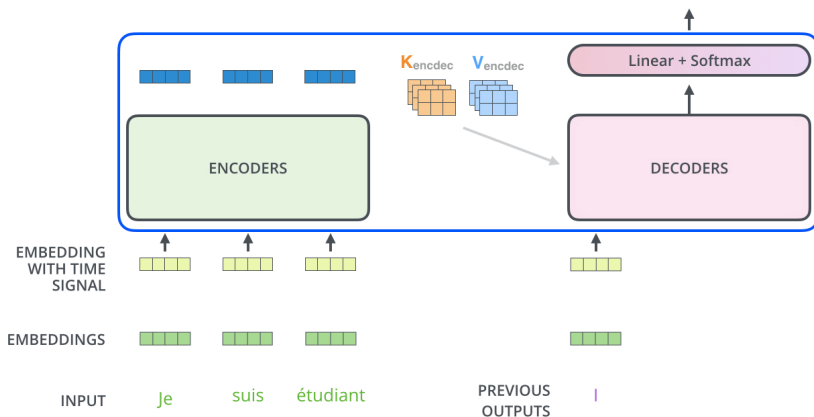 Kencdec
Vencdec
Linear + Softmax
ENCODERS
DECODERS
EMBEDDING
WITH TIME
SIGNAL
EMBEDDINGS
INPUT
Je
suis
étudiant
PREVIOUS
OUTPUTS
I